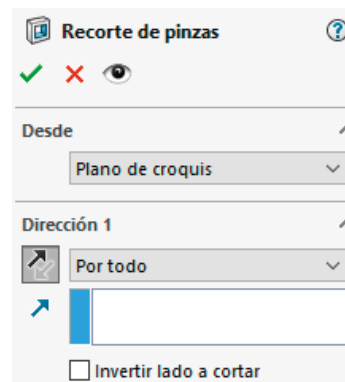 Recorte de pinzas
Desde
Plano de croquis
Dirección 1
Por todo
Invertir lado a cortar